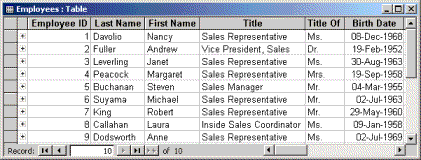 Employees : Table
Employee ID Last Name First Name Title Title Of Birth Date
1 Davolio Nancy Sales Representative Ms. 08-Dec-1968
2 Fuller Andrew Vice President, Sales Dr. 19-Feb-1952
3 Leverling Janet Sales Representative Ms. 30-Aug-1963
4 Peacock Margaret Sales Representative Mrs. 19-Sep-1958
5 Buchanan Steven Sales Manager Mr. 04-Mar-1955
6 Suyama Michael Sales Representative Mr. 02-Jul-1963
7 King Robert Sales Representative Mr. 29-May-1960
8 Callahan Laura Inside Sales Coordinator Ms. 09-Jan-1958
9 Dodsworth Anne Sales Representative Ms. 02-Jul-1969
Record: 10 of 10